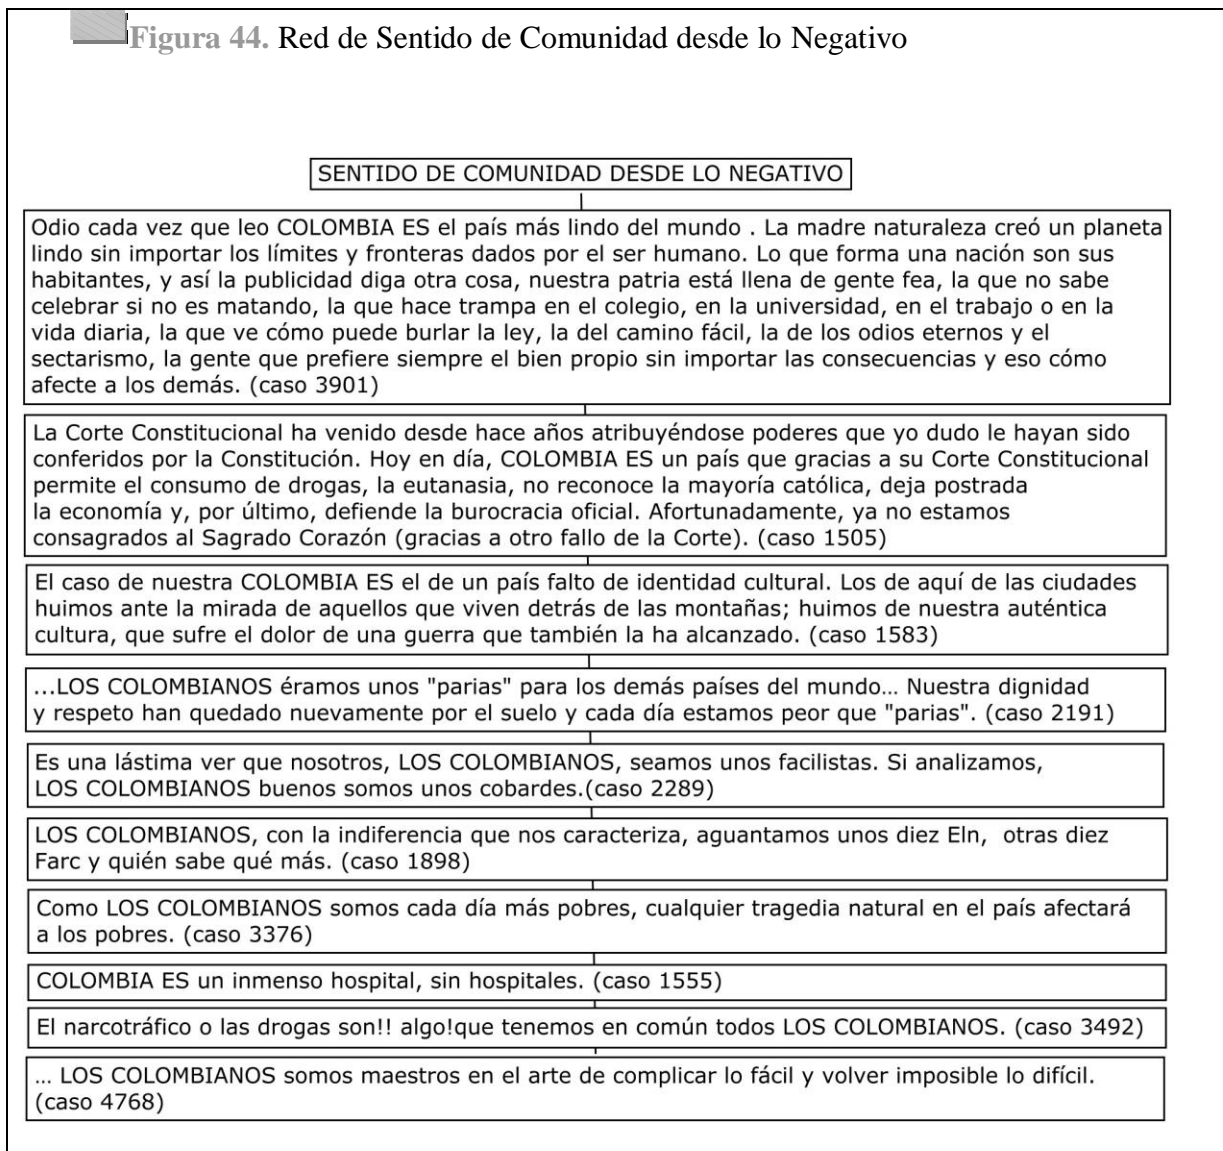 Figura 44. Red de Sentido de Comunidad desde lo Negativo
SENTIDO DE COMUNIDAD DESDE LO NEGATIVO
Odio cada vez que leo COLOMBIA ES el país más lindo del mundo . La madre naturaleza creó un planeta
lindo sin importar los límites y fronteras dados por el ser humano. Lo que forma una nación son sus
habitantes, y así la publicidad diga otra cosa, nuestra patria está llena de gente fea, la que no sabe
celebrar si no es matando, la que hace trampa en el colegio, en la universidad, en el trabajo o en la
vida diaria, la que ve cómo puede burlar la ley, la del camino fácil, la de los odios eternos y el
sectarismo, la gente que prefiere siempre el bien propio sin importar las consecuencias y eso cómo
afecte a los demás. (caso 3901)
La Corte Constitucional ha venido desde hace años atribuyéndose poderes que yo dudo le hayan sido
conferidos por la Constitución. Hoy en día, COLOMBIA ES un país que gracias a su Corte Constitucional
permite el consumo de drogas, la eutanasia, no reconoce la mayoría católica, deja postrada
la economía y, por último, defiende la burocracia oficial. Afortunadamente, ya no estamos
consagrados al Sagrado Corazón (gracias a otro fallo de la Corte). (caso 1505)
El caso de nuestra COLOMBIA ES el de un país falto de identidad cultural. Los de aquí de las ciudades
huimos ante la mirada de aquellos que viven detrás de las montañas; huimos de nuestra auténtica
cultura, que sufre el dolor de una guerra que también la ha alcanzado. (caso 1583)
...LOS COLOMBIANOS éramos unos "parias" para los demás países del mundo... Nuestra dignidad
y respeto han quedado nuevamente por el suelo y cada día estamos peor que "parias". (caso 2191)
Es una lástima ver que nosotros, LOS COLOMBIANOS, seamos unos facilistas. Si analizamos,
LOS COLOMBIANOS buenos somos unos cobardes.(caso 2289)
LOS COLOMBIANOS, con la indiferencia que nos caracteriza, aguantamos unos diez Eln, otras diez
Farc y quién sabe qué más. (caso 1898)
Como LOS COLOMBIANOS somos cada día más pobres, cualquier tragedia natural en el país afectará
a los pobres. (caso 3376)
COLOMBIA ES un inmenso hospital, sin hospitales. (caso 1555)
El narcotráfico o las drogas son!! algo!que tenemos en común todos LOS COLOMBIANOS. (caso 3492)
... LOS COLOMBIANOS somos maestros en el arte de complicar lo fácil y volver imposible lo difícil.
(caso 4768)